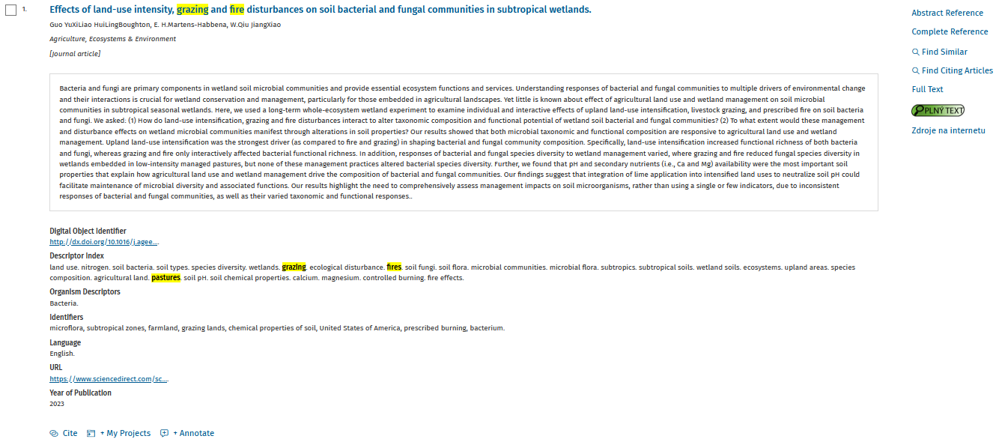 1. Effects of land-use intensity, grazing and fire disturbances on soil bacterial and fungal communities in subtropical wetlands.
Guo YuXiLiao HuiLingBoughton, E. H.Martens-Habbena, W.Qiu JiangXiao
Agriculture, Ecosystems & Environment
[Journal article]
Bacteria and fungi are primary components in wetland soil microbial communities and provide essential ecosystem functions and services. Understanding responses of bacterial and fungal communities to multiple drivers of environmental change
and their interactions is crucial for wetland conservation and management, particularly for those embedded in agricultural landscapes. Yet little is known about effect of agricultural land use and wetland management on soil microbial
communities in subtropical seasonal wetlands. Here, we used a long-term whole-ecosystem wetland experiment to examine individual and interactive effects of upland land-use intensification, livestock grazing, and prescribed fire on soil bacteria
and fungi. We asked: (1) How do land-use intensification, grazing and fire disturbances interact to alter taxonomic composition and functional potential of wetland soil bacterial and fungal communities? (2) To what extent would these management
and disturbance effects on wetland microbial communities manifest through alterations in soil properties? Our results showed that both microbial taxonomic and functional composition are responsive to agricultural land use and wetland
management. Upland land-use intensification was the strongest driver (as compared to fire and grazing) in shaping bacterial and fungal community composition. Specifically, land-use intensification increased functional richness of both bacteria
and fungi, whereas grazing and fire only interactively affected bacterial functional richness. In addition, responses of bacterial and fungal species diversity to wetland management varied, where grazing and fire reduced fungal species diversity in
wetlands embedded in low-intensity managed pastures, but none of these management practices altered bacterial species diversity. Further, we found that pH and secondary nutrients (i.e., Ca and Mg) availability were the most important soil
properties that explain how agricultural land use and wetland management drive the composition of bacterial and fungal communities. Our findings suggest that integration of lime application into intensified land uses to neutralize soil pH could
facilitate maintenance of microbial diversity and associated functions. Our results highlight the need to comprehensively assess management impacts on soil microorganisms, rather than using a single or few indicators, due to inconsistent
responses of bacterial and fungal communities, as well as their varied taxonomic and functional responses..
Digital Object Identifier
http://dx.doi.org/10.1016/j.agee....
Descriptor Index
land use. nitrogen. soil bacteria. soil types. species diversity. wetlands. grazing. ecological disturbance. fires. soil fungi. soil flora. microbial communities. microbial flora. subtropics. subtropical soils. wetland soils. ecosystems. upland areas. species
composition. agricultural land. pastures. soil pH. soil chemical properties. calcium. magnesium. controlled burning. fire effects.
Organism Descriptors
Bacteria.
Identifiers
microflora, subtropical zones, farmland, grazing lands, chemical properties of soil, United States of America, prescribed burning, bacterium.
Language
English.
URL
https://www.sciencedirect.com/sc....
Year of Publication
2023
Cite + My Projects + Annotate
Abstract Reference
Complete Reference
Find Similar
Find Citing Articles
Full Text
PLNÝ TEXT
Zdroje na internetu